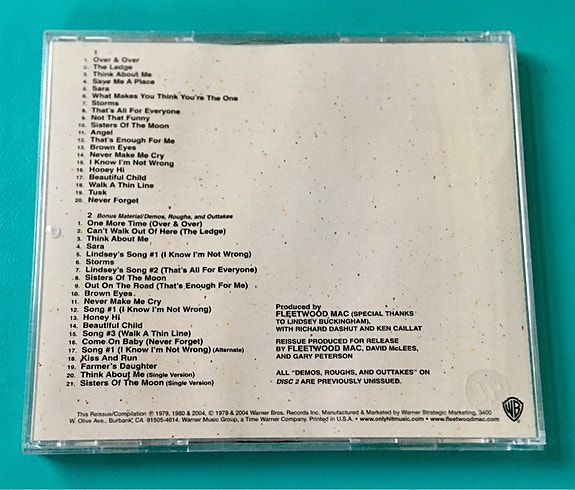 1
1. Over & Over
2. The Ledge
3. Think About Me
4. Save Me A Place
5. Sara
6. What Makes You Think You're The One
7. Storms
8. That's All For Everyone
9. Not That Funny
10. Sisters Of The Moon
11. Angel
12. That's Enough For Me
13. Brown Eyes
14. Never Make Me Cry
15. I Know I'm Not Wrong
16. Honey Hi
17. Beautiful Child
18. Walk A Thin Line
19. Tusk
20. Never Forget
2 Bonus Material/Demos, Roughs, and Outtakes
1. One More Time (Over & Over)
2. Can't Walk Out Of Here (The Ledge)
3. Think About Me
4. Sara
5. Lindsey's Song #1 (I Know I'm Not Wrong)
6. Storms
7. Lindsey's Song #2 (That's All For Everyone)
8. Sisters Of The Moon
9. Out On The Road (That's Enough For Me)
10. Brown Eyes
11. Never Make Me Cry
12. Song #1 (I Know I'm Not Wrong)
13. Honey Hi
14. Beautiful Child
15. Song #3 (Walk A Thin Line)
16. Come On Baby (Never Forget)
17. Song #1 (I Know I'm Not Wrong) (Alternate)
18. Kiss And Run
19. Farmer's Daughter
20. Think About Me (Single Version)
21. Sisters Of The Moon (Single Version)
Produced by
FLEETWOOD MAC (SPECIAL THANKS
TO LINDSEY BUCKINGHAM),
WITH RICHARD DASHUT AND KEN CAILLAT
REISSUE PRODUCED FOR RELEASE
BY FLEETWOOD MAC, DAVID McLEES,
AND GARY PETERSON
ALL "DEMOS, ROUGHS, AND OUTTAKES" ON
DISC 2 ARE PREVIOUSLY UNISSUED.
This Reissue/Compilation ℗ 1979, 1980 & 2004, © 1979 & 2004 Warner Bros. Records Inc. Manufactured & Marketed by Warner Strategic Marketing, 3400
W. Olive Ave., Burbank, CA 91505-4614. Warner Music Group, a Time Warner Company. Printed in U.S.A. • www.onlyhitmusic.com • www.fleetwoodmac.com
WB